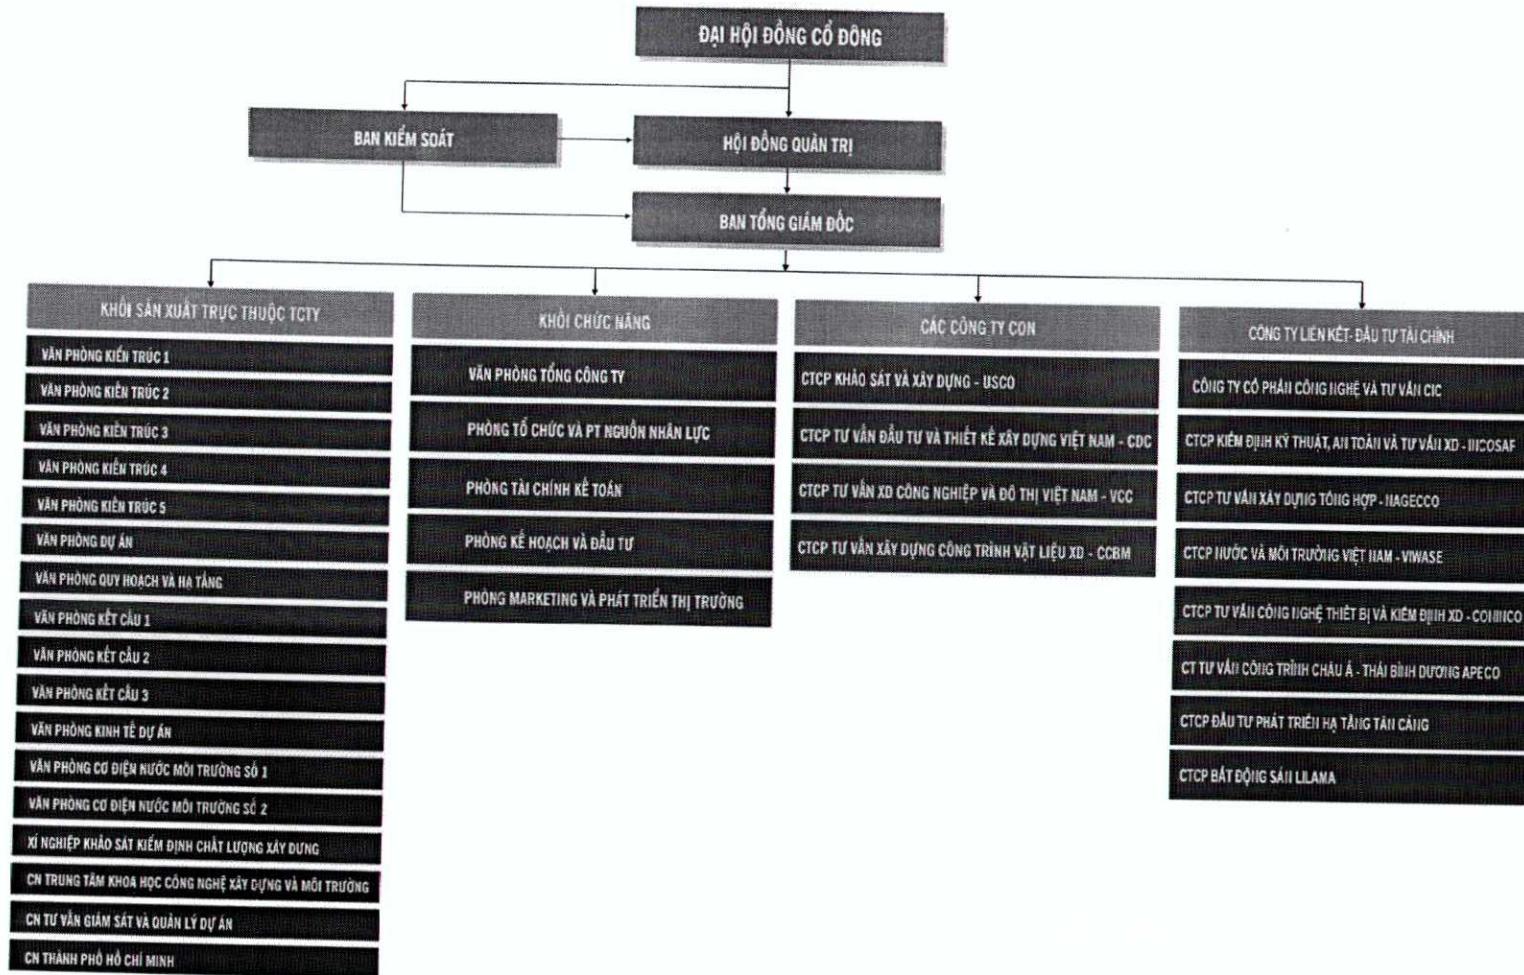 ĐẠI HỘI ĐỒNG CỔ ĐÔNG
BAN KIỂM SOÁT
HỘI ĐỒNG QUẢN TRỊ
BAN TỔNG GIÁM ĐỐC
KHỐI SẢN XUẤT TRỰC THUỘC TCTY
VĂN PHÒNG KIẾN TRÚC 1
VĂN PHÒNG KIẾN TRÚC 2
VĂN PHÒNG KIẾN TRÚC 3
VĂN PHÒNG KIẾN TRÚC 4
VĂN PHÒNG KIẾN TRÚC 5
VĂN PHÒNG DỰ ÁN
VĂN PHÒNG QUY HOẠCH VÀ HẠ TẦNG
VĂN PHÒNG KẾT CẤU 1
VĂN PHÒNG KẾT CẤU 2
VĂN PHÒNG KẾT CẤU 3
VĂN PHÒNG KINH TẾ DỰ ÁN
VĂN PHÒNG CƠ ĐIỆN NƯỚC MÔI TRƯỜNG SỐ 1
VĂN PHÒNG CƠ ĐIỆN NƯỚC MÔI TRƯỜNG SỐ 2
XÍ NGHIỆP KHẢO SÁT KIỂM ĐỊNH CHẤT LƯỢNG XÂY DỰNG
CN TRUNG TÂM KHOA HỌC CÔNG NGHỆ XÂY DỰNG VÀ MÔI TRƯỜNG
CN TƯ VẤN GIÁM SÁT VÀ QUẢN LÝ DỰ ÁN
CN THÀNH PHỐ HỒ CHÍ MINH
KHỐI CHỨC NĂNG
VĂN PHÒNG TỔNG CÔNG TY
PHÒNG TỔ CHỨC VÀ PT NGUỒN NHÂN LỰC
PHÒNG TÀI CHÍNH KẾ TOÁN
PHÒNG KẾ HOẠCH VÀ ĐẦU TƯ
PHÒNG MARKETING VÀ PHÁT TRIỂN THỊ TRƯỜNG
CÁC CÔNG TY CON
CTCP KHẢO SÁT VÀ XÂY DỰNG - USCO
CTCP TƯ VẤN ĐẦU TƯ VÀ THIẾT KẾ XÂY DỰNG VIỆT NAM - CDC
CTCP TƯ VẤN XD CÔNG NGHIỆP VÀ ĐÔ THỊ VIỆT NAM - VCC
CTCP TƯ VẤN XÂY DỰNG CÔNG TRÌNH VẬT LIỆU XD - CCBM
CÔNG TY LIÊN KẾT- ĐẦU TƯ TÀI CHÍNH
CÔNG TY CỔ PHẦN CÔNG NGHỆ VÀ TƯ VẤN CIC
CTCP KIỂM ĐỊNH KỸ THUẬT, AN TOÀN VÀ TƯ VẤN XD - INCOSAF
CTCP TƯ VẤN XÂY DỰNG TỔNG HỢP - NAGECCO
CTCP NƯỚC VÀ MÔI TRƯỜNG VIỆT NAM - VIWASE
CTCP TƯ VẤN CÔNG NGHỆ THIẾT BỊ VÀ KIỂM ĐỊNH XD - CONINCO
CT TƯ VẤN CÔNG TRÌNH CHÂU Á - THÁI BÌNH DƯƠNG APECO
CTCP ĐẦU TƯ PHÁT TRIỂN HẠ TẦNG TÂN CẢNG
CTCP BẤT ĐỘNG SẢN LILAMA